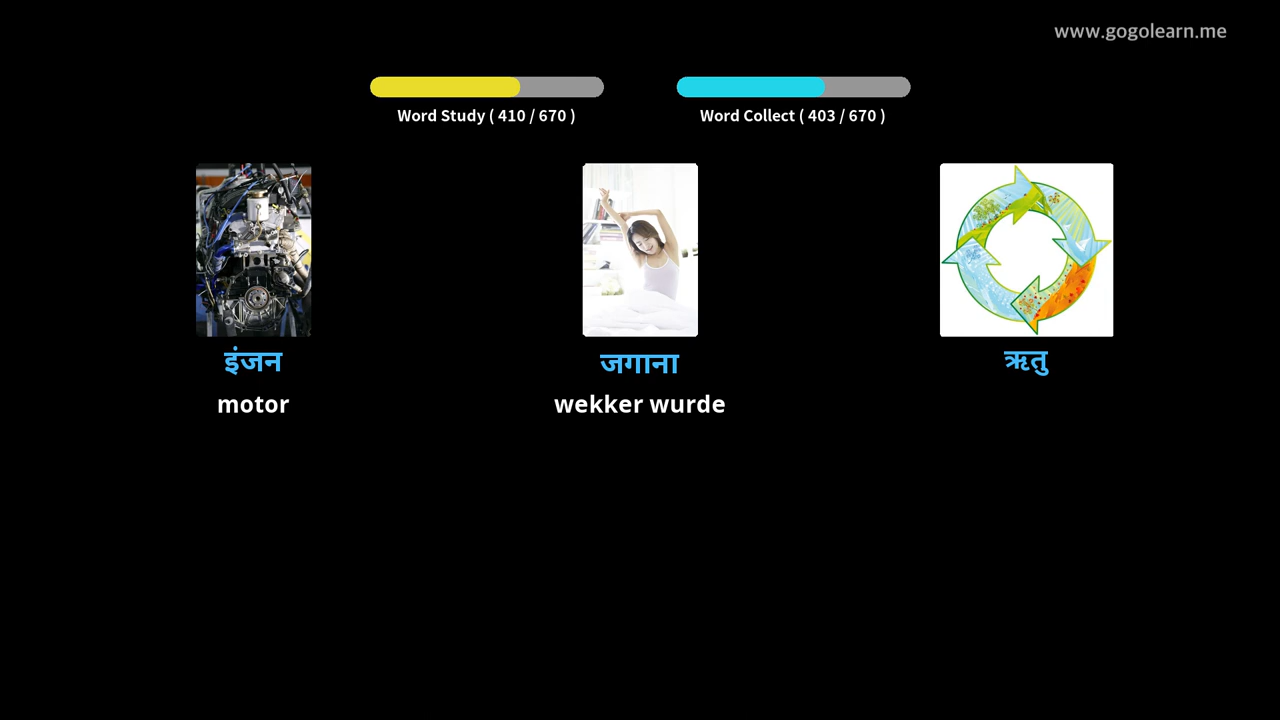 www.gogolearn.me
Word Study ( 410 / 670 )
Word Collect ( 403 / 670 )
इंजन
जगाना
ऋतु
motor
wekker wurde